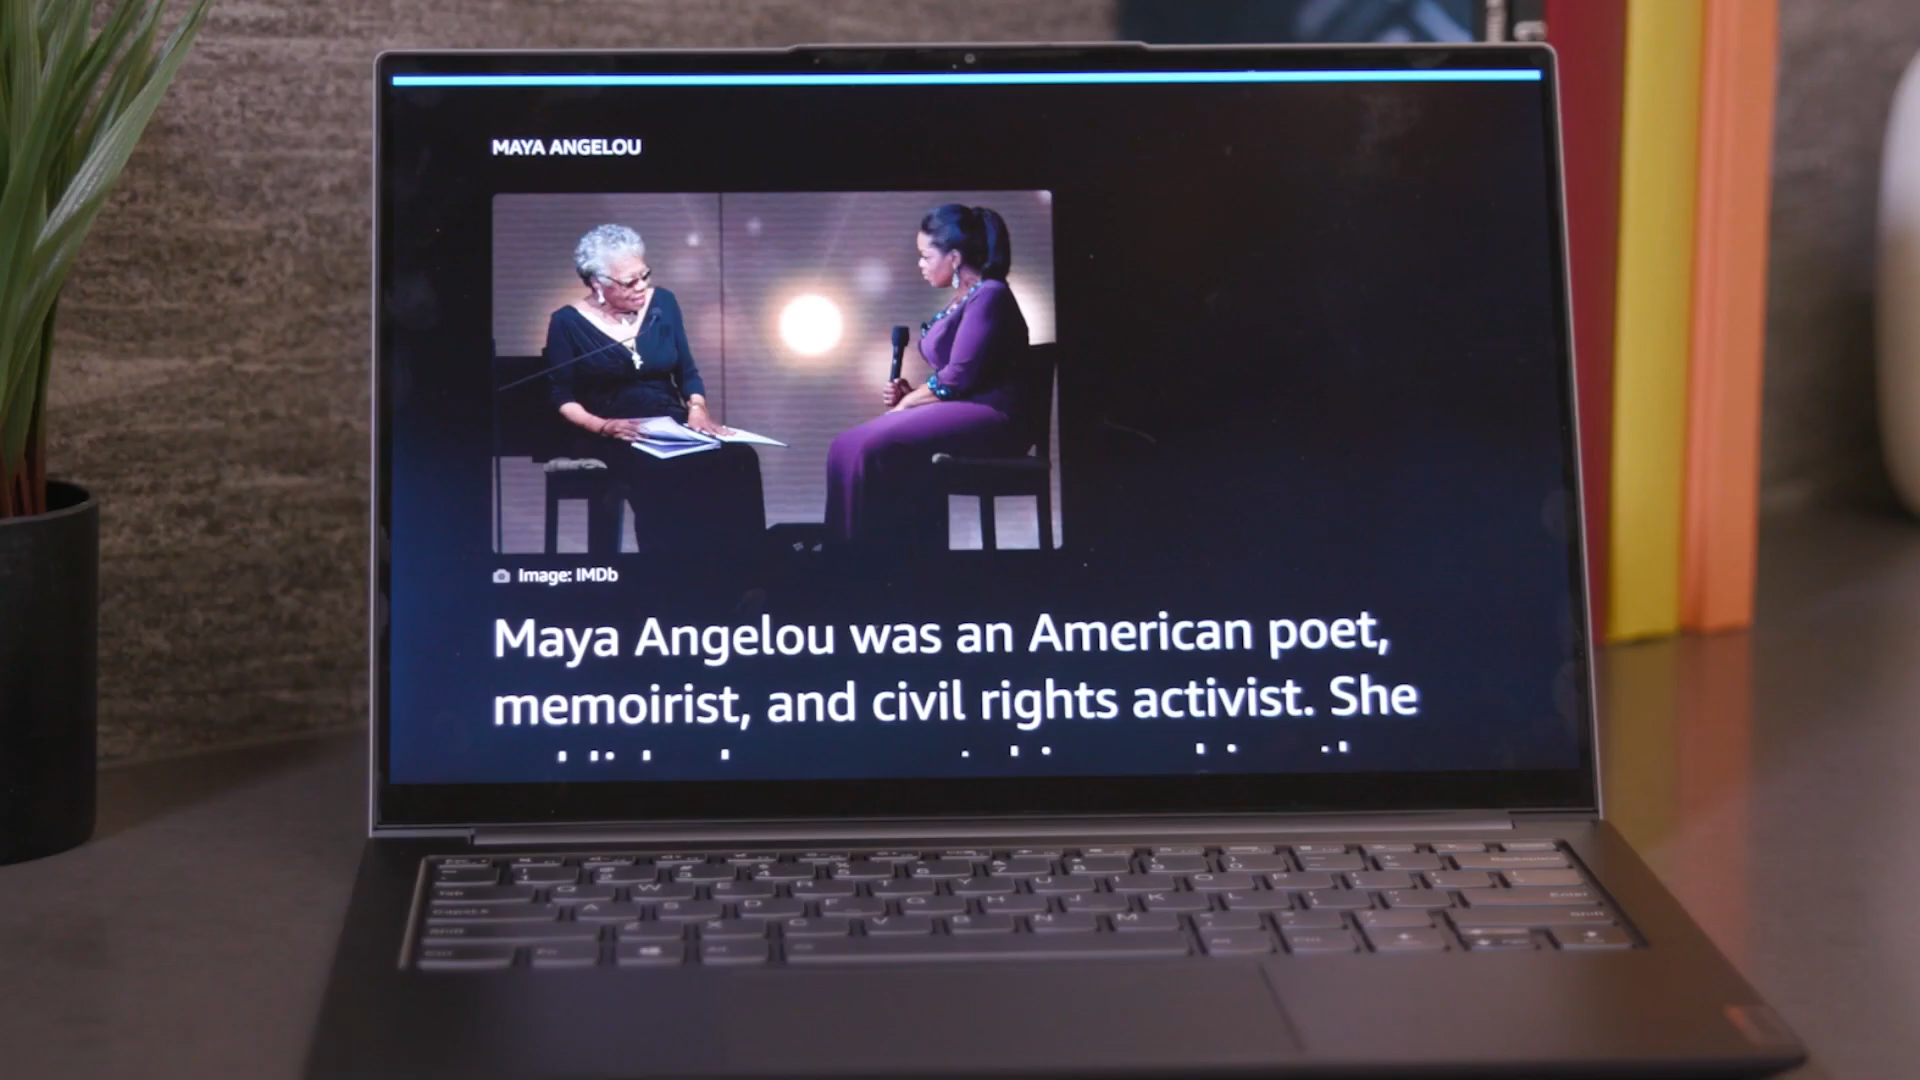 MAYA ANGELOU
Image: IMDb
Maya Angelou was an American poet,
memoirist, and civil rights activist. She
Q W E R T Y
A S D F G H J K L
Z X C V B N M